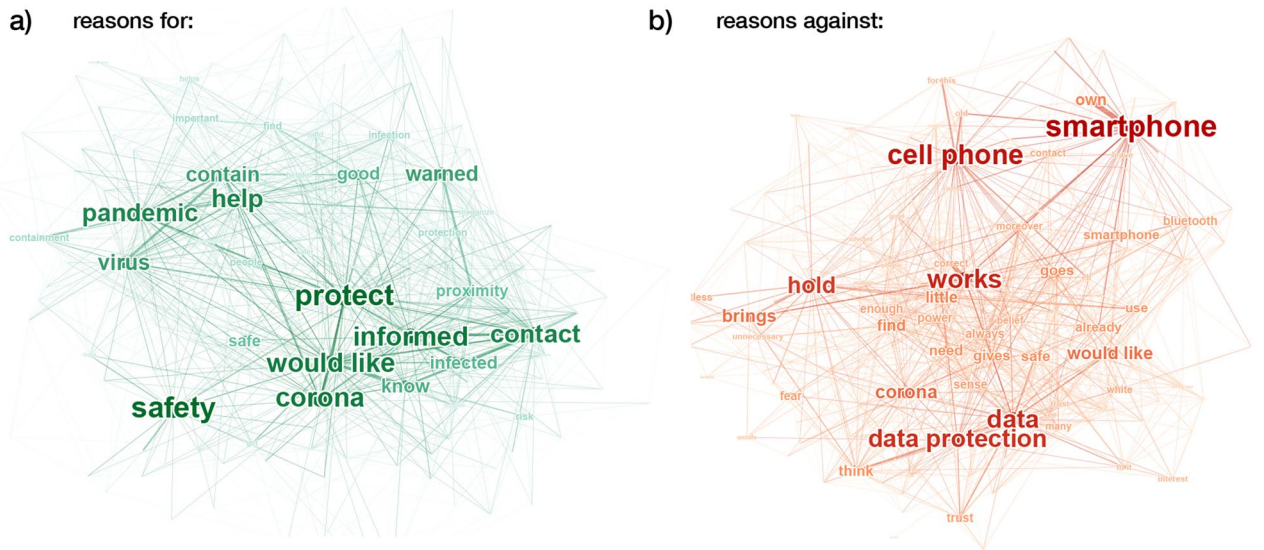 a) reasons for:
helps
important
find
infection
contain
good
warned
help
pandemic
containment
protection
virus
people
protect
proximity
informed
contact
safe
would like
infected
know
corona
safety
risk
b) reasons against:
for this
own
old
smartphone
cell phone
contact
bluetooth
moreover
smartphone
correct
goes
hold
works
little
less
enough
use
brings
power
belief
find
already
unnecessary
always
need
gives
safe
would like
sense
white
corona
fear
data
many
data protection
think
interest
trust